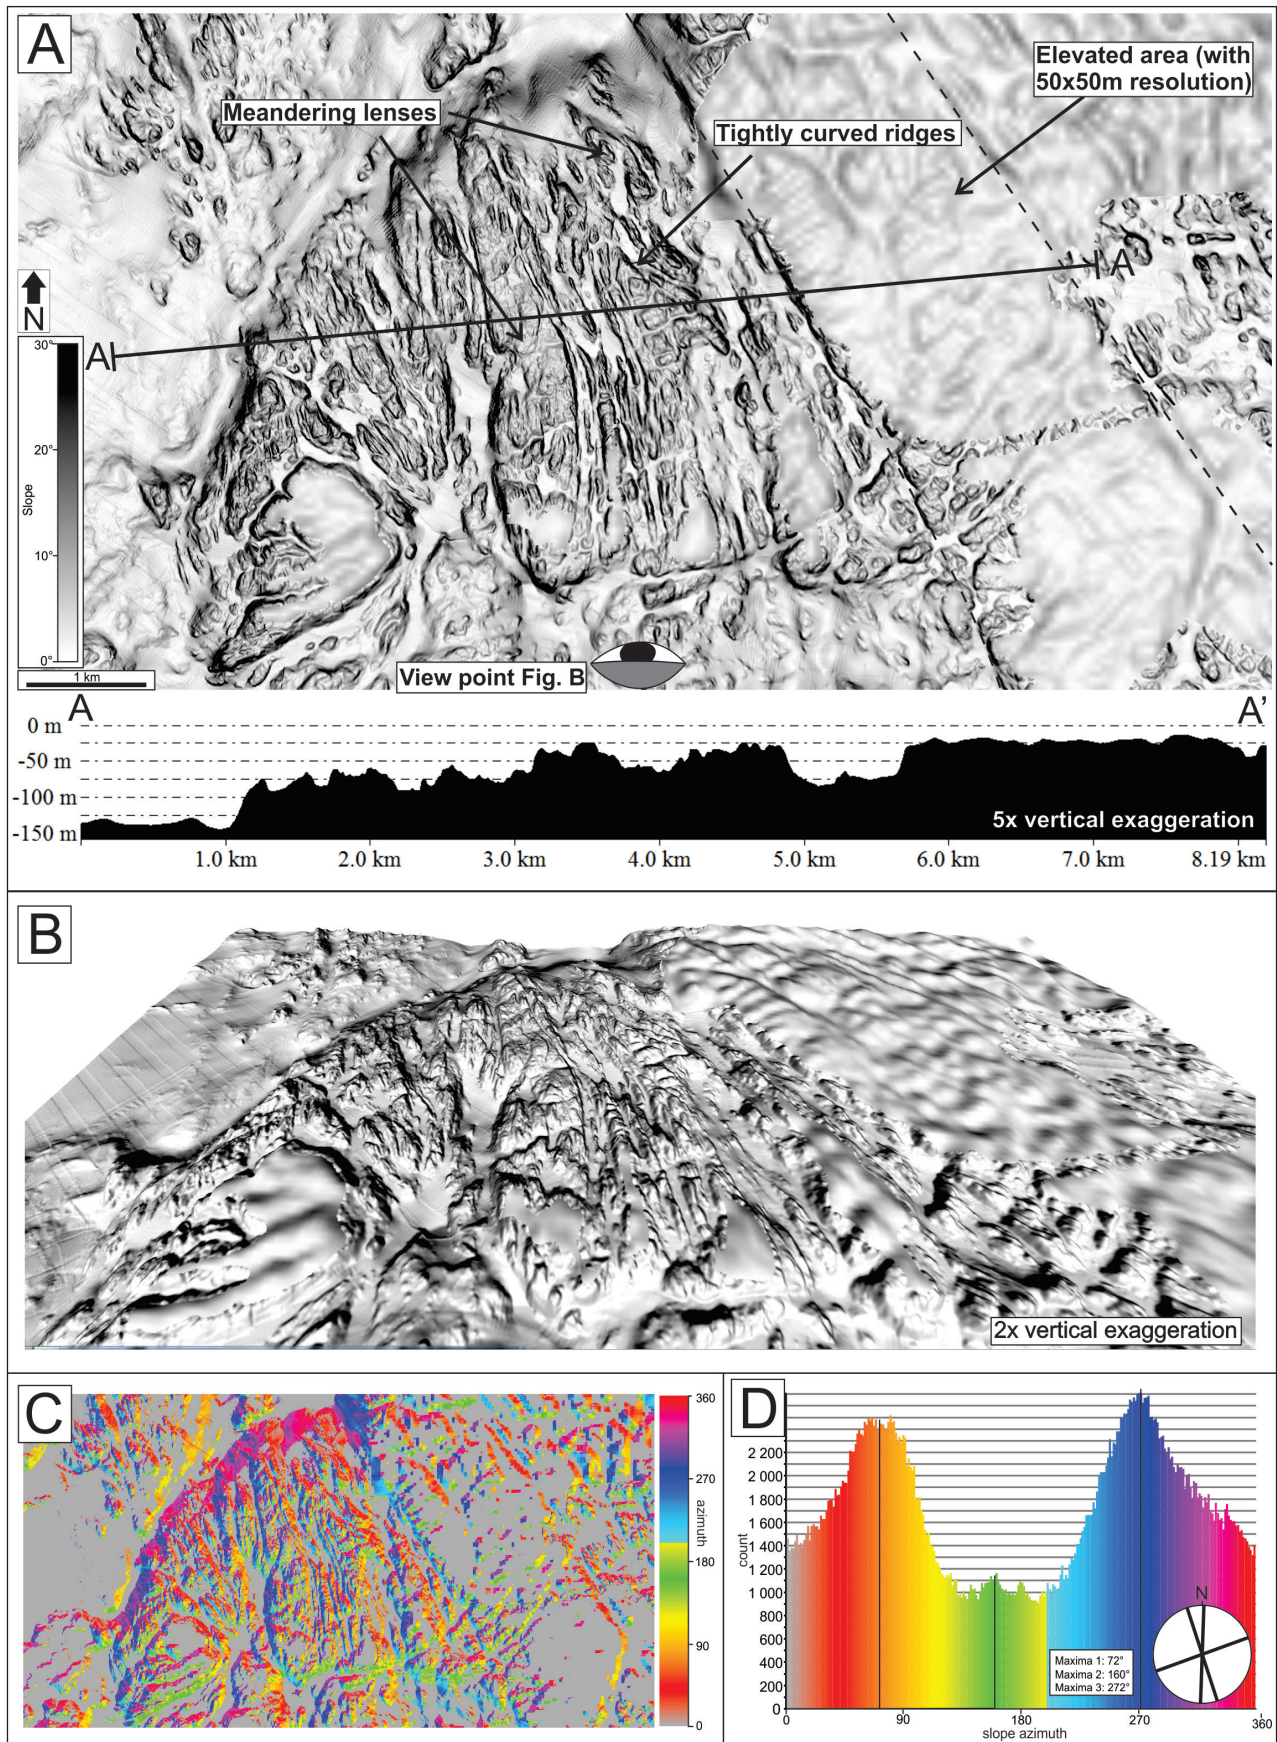 A
Elevated area (with
50x50m resolution)
Meandering lenses
Tightly curved ridges
N
30°
20°
10°
0°
Slope
A
A'
1 km
View point Fig. B
A
A'
0 m
-50 m
-100 m
-150 m
5x vertical exaggeration
1.0 km
2.0 km
3.0 km
4.0 km
5.0 km
6.0 km
7.0 km
8.19 km
B
2x vertical exaggeration
C
360
270
180
90
0
azimuth
D
2 200
2 000
1 800
1 600
1 400
1 200
1 000
800
600
400
200
0
count
N
Maxima 1: 72°
Maxima 2: 160°
Maxima 3: 272°
0
90
180
270
360
slope azimuth